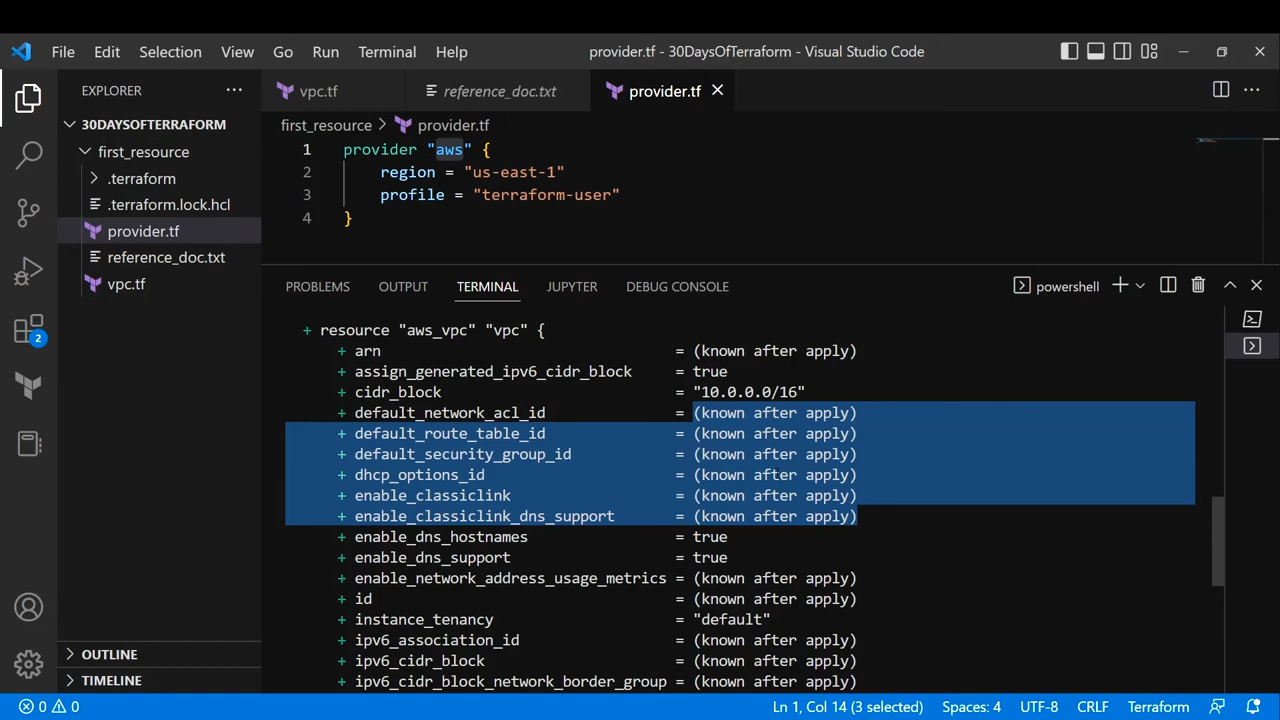 File Edit Selection View Go Run Terminal Help provider.tf - 30DaysOfTerraform - Visual Studio Code
EXPLORER
30DAYSOFTERRAFORM
first_resource
.terraform
.terraform.lock.hcl
provider.tf
reference_doc.txt
vpc.tf
OUTLINE
TIMELINE
2
vpc.tf reference_doc.txt provider.tf
first_resource > provider.tf
1 provider "aws" {
2 region = "us-east-1"
3 profile = "terraform-user"
4 }
PROBLEMS OUTPUT TERMINAL JUPYTER DEBUG CONSOLE powershell
+ resource "aws_vpc" "vpc" {
+ arn = (known after apply)
+ assign_generated_ipv6_cidr_block = true
+ cidr_block = "10.0.0.0/16"
+ default_network_acl_id = (known after apply)
+ default_route_table_id = (known after apply)
+ default_security_group_id = (known after apply)
+ dhcp_options_id = (known after apply)
+ enable_classiclink = (known after apply)
+ enable_classiclink_dns_support = (known after apply)
+ enable_dns_hostnames = true
+ enable_dns_support = true
+ enable_network_address_usage_metrics = (known after apply)
+ id = (known after apply)
+ instance_tenancy = "default"
+ ipv6_association_id = (known after apply)
+ ipv6_cidr_block = (known after apply)
+ ipv6_cidr_block_network_border_group = (known after apply)
0 0 Ln 1, Col 14 (3 selected) Spaces: 4 UTF-8 CRLF Terraform